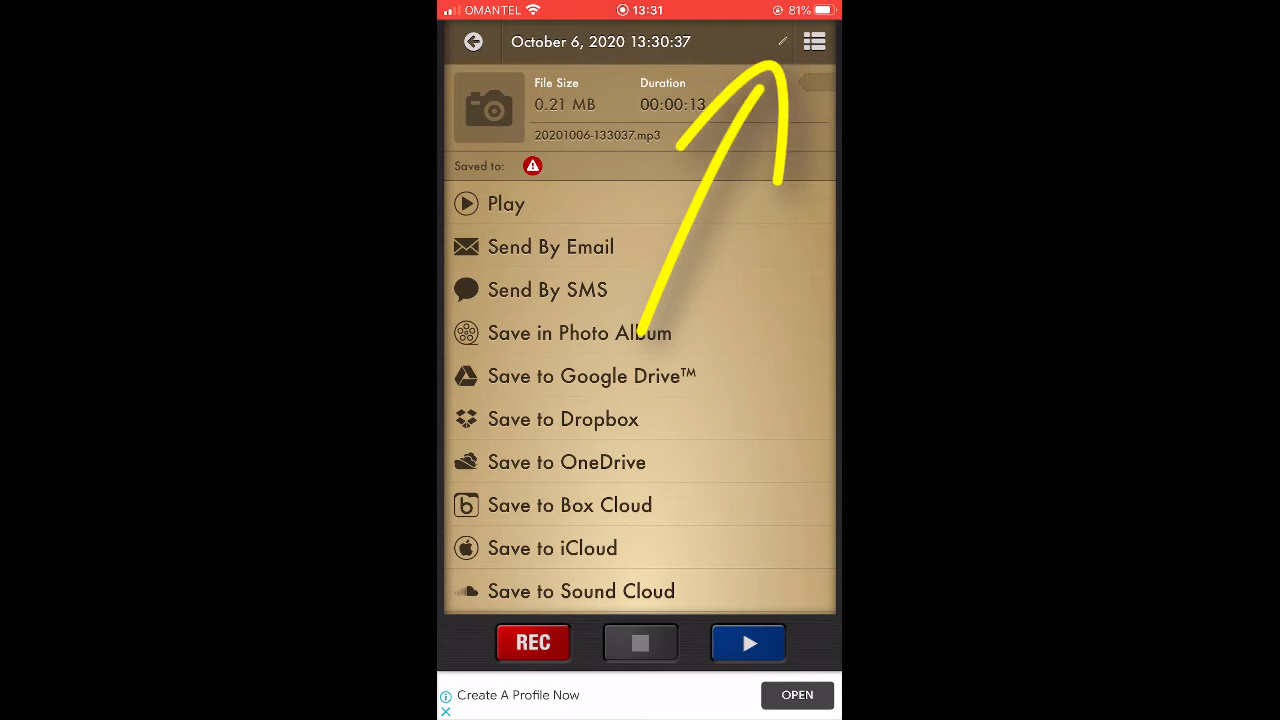 OMANTEL 13:31 81%
October 6, 2020 13:30:37
File Size Duration
0.21 MB 00:00:13
20201006-133037.mp3
Saved to:
Play
Send By Email
Send By SMS
Save in Photo Album
Save to Google Drive™
Save to Dropbox
Save to OneDrive
Save to Box Cloud
Save to iCloud
Save to Sound Cloud
REC
Create A Profile Now OPEN